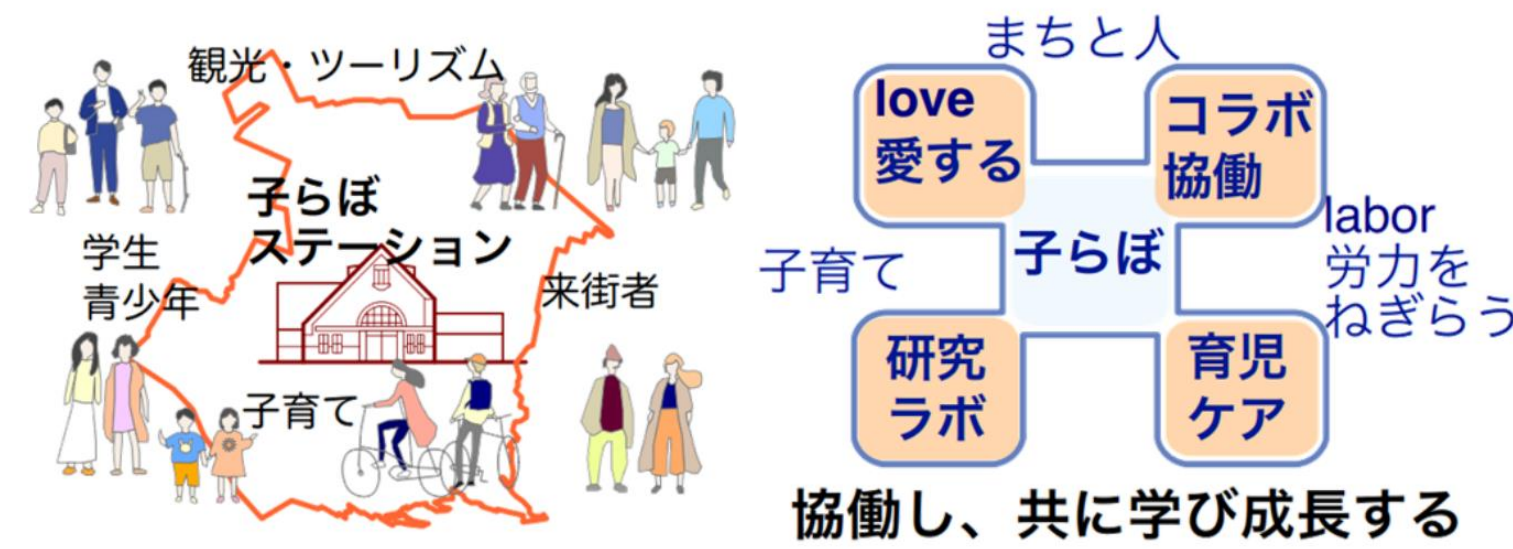 観光・ツーリズム
子らぼ
ステーション
学生
青少年
来街者
子育て
まちと人
love
愛する
コラボ
協働
子らぼ
labor
労力を
ねぎらう
子育て
研究
ラボ
育児
ケア
協働し、共に学び成長する